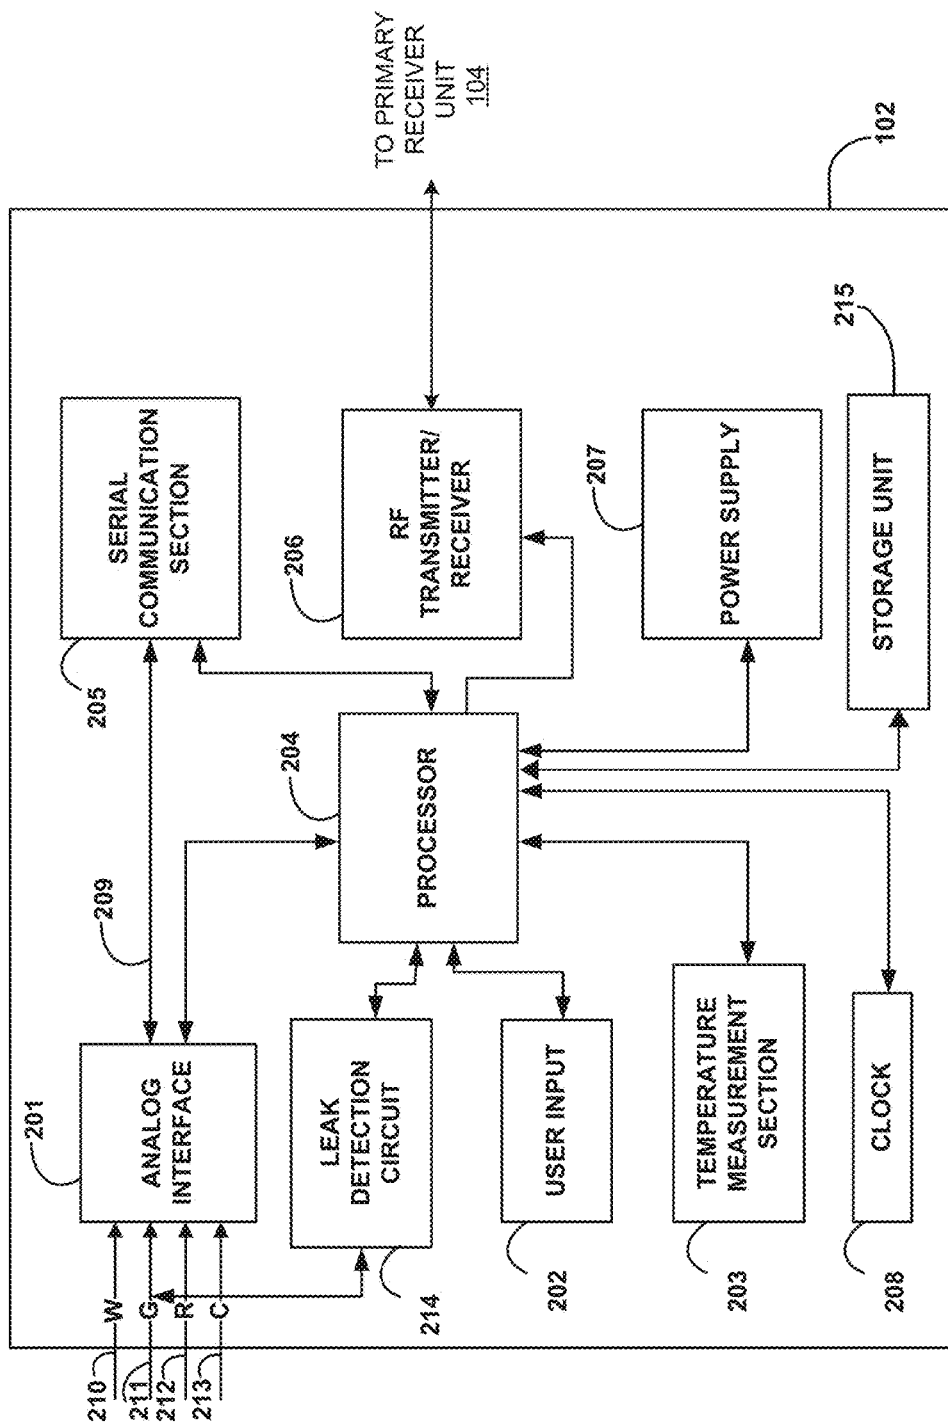 210
W
211
G
212
R
213
C
201
ANALOG
INTERFACE
209
205
SERIAL
COMMUNICATION
SECTION
214
LEAK
DETECTION
CIRCUIT
204
PROCESSOR
206
RF
TRANSMITTER/
RECEIVER
TO PRIMARY
RECEIVER
UNIT
104
202
USER INPUT
203
TEMPERATURE
MEASUREMENT
SECTION
207
POWER SUPPLY
208
CLOCK
215
STORAGE UNIT
102